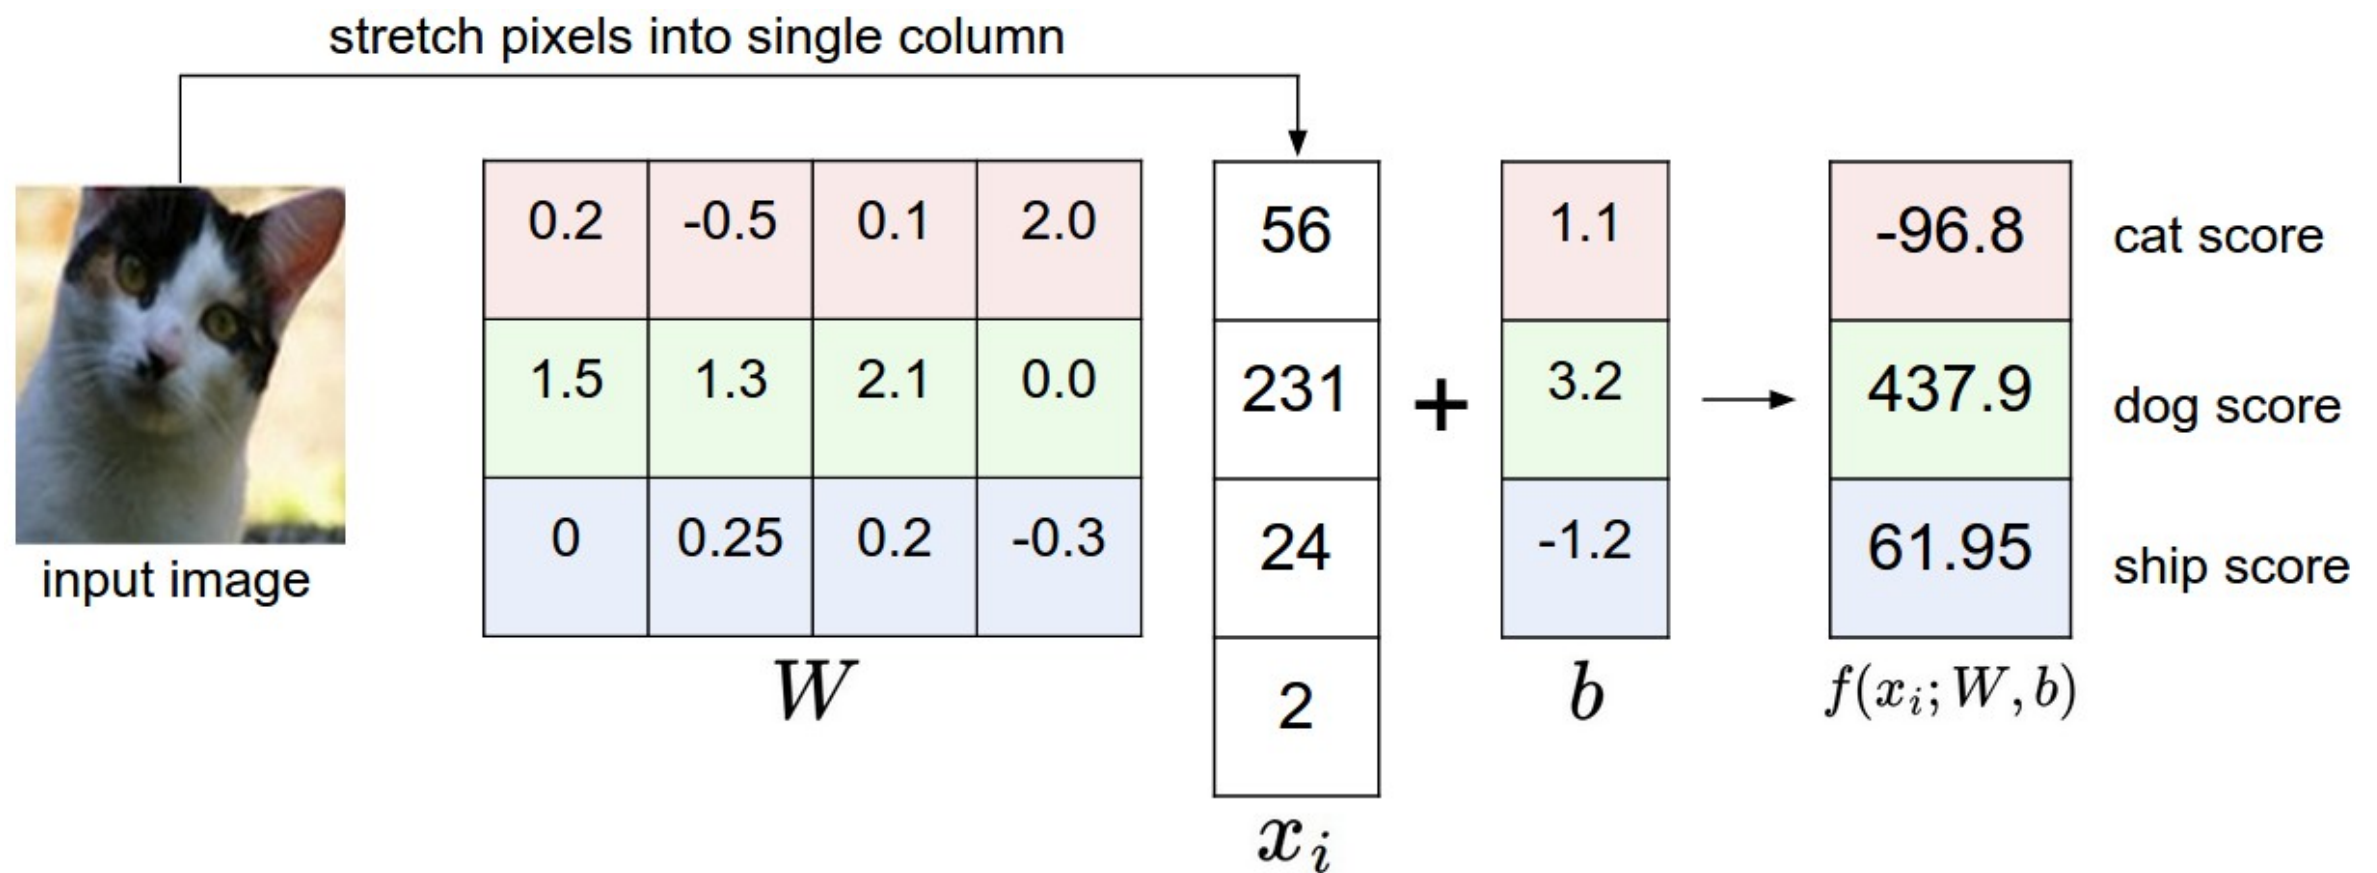 stretch pixels into single column
input image
0.2 -0.5 0.1 2.0
1.5 1.3 2.1 0.0
0 0.25 0.2 -0.3
W
56
231
24
2
x_i
+
1.1
3.2
-1.2
b
-96.8 cat score
437.9 dog score
61.95 ship score
f(x_i; W, b)